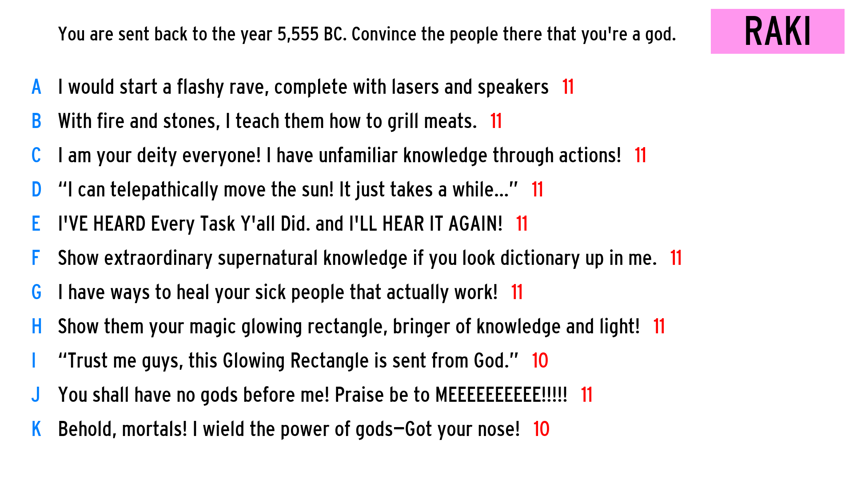 You are sent back to the year 5,555 BC. Convince the people there that you're a god. RAKI
A I would start a flashy rave, complete with lasers and speakers 11
B With fire and stones, I teach them how to grill meats. 11
C I am your deity everyone! I have unfamiliar knowledge through actions! 11
D “I can telepathically move the sun! It just takes a while...” 11
E I'VE HEARD Every Task Y'all Did. and I'LL HEAR IT AGAIN! 11
F Show extraordinary supernatural knowledge if you look dictionary up in me. 11
G I have ways to heal your sick people that actually work! 11
H Show them your magic glowing rectangle, bringer of knowledge and light! 11
I “Trust me guys, this Glowing Rectangle is sent from God.” 10
J You shall have no gods before me! Praise be to MEEEEEEEEEE!!!!! 11
K Behold, mortals! I wield the power of gods—Got your nose! 10